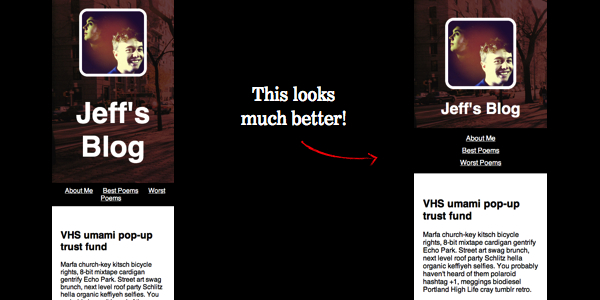 Jeff's
Blog
About Me Best Poems Worst
Poems
VHS umami pop-up
trust fund
Marfa church-key kitsch bicycle
rights, 8-bit mixtape cardigan
gentrify Echo Park. Street art swag
brunch, next level roof party Schlitz
hella organic keffiyeh selfies. You
This looks
much better!
Jeff's Blog
About Me
Best Poems
Worst Poems
VHS umami pop-up
trust fund
Marfa church-key kitsch bicycle
rights, 8-bit mixtape cardigan gentrify
Echo Park. Street art swag brunch,
next level roof party Schlitz hella
organic keffiyeh selfies. You probably
haven't heard of them polaroid
hashtag +1, meggings biodiesel
Portland High Life cray tumblr retro.